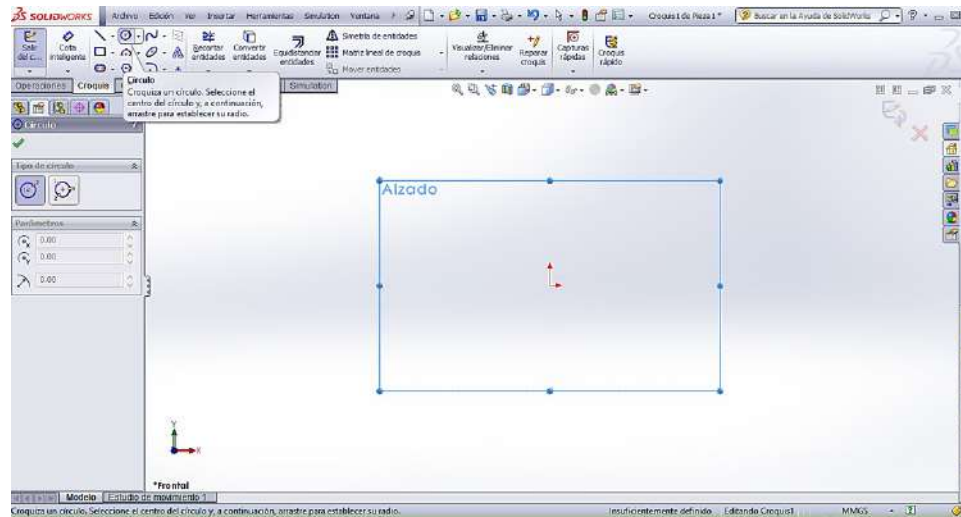 SOLIDWORKS
Archivo Edición Ver Insertar Herramientas Simulation Ventana ? Croquis1 de Pieza1 * Buscar en la Ayuda de SolidWorks
Salir del c... Cota inteligente Recortar entidades Convertir entidades Equidistanciar entidades Simetría de entidades Visualizar/Eliminar relaciones Reparar croquis Capturas rápidas Croquis rápido
Matriz lineal de croquis
Mover entidades
Operaciones Croquis Simulation
Círculo
Croquiza un círculo. Seleccione el
centro del círculo y, a continuación,
arrastre para establecer su radio.
Círculo ?
Tipo de círculo
Parámetros
0.00
0.00
0.00
Alzado
Y
X
*Frontal
Modelo Estudio de movimiento 1
Croquiza un círculo. Seleccione el centro del círculo y, a continuación, arrastre para establecer su radio. Insuficientemente definido Editando Croquis1 MMGS